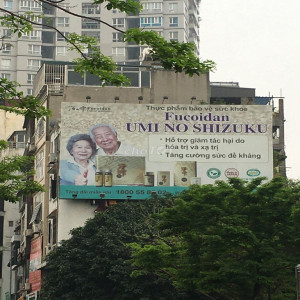 Fucoidan
Thực phẩm bảo vệ sức khỏe
Fucoidan
UMI NO SHIZUKU
• Hỗ trợ giảm tác hại do
hóa trị và xạ trị
• Tăng cường sức đề kháng